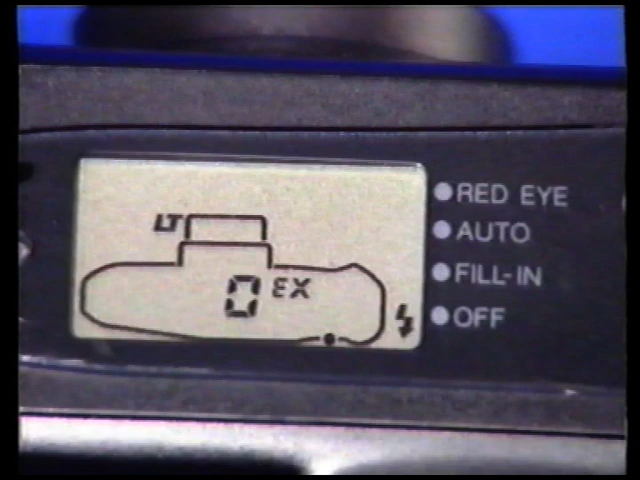 LT
0 EX
RED EYE
AUTO
FILL-IN
OFF